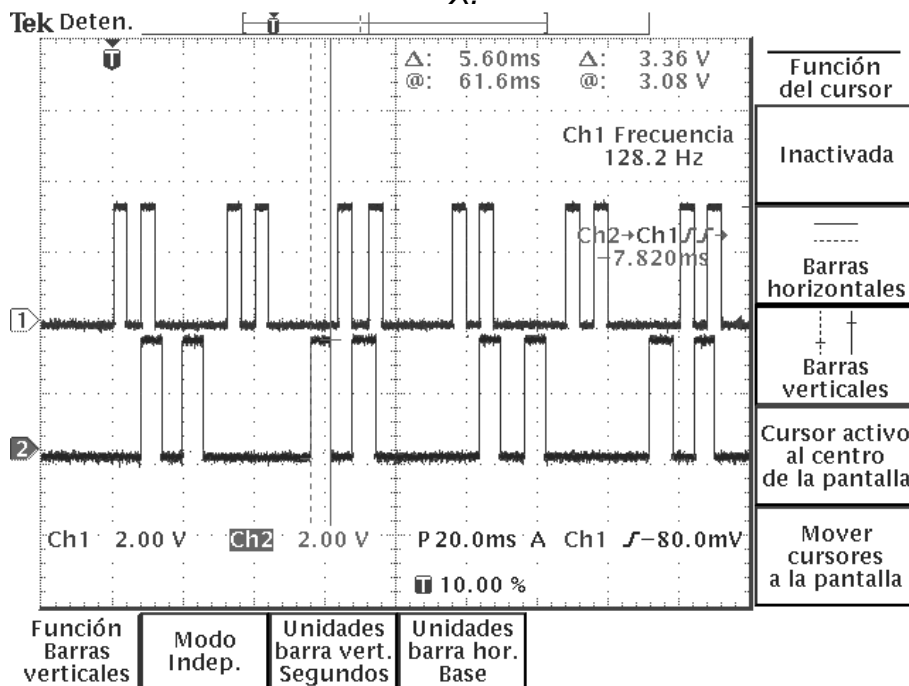 Tek Deten.
T
T
Δ: 5.60ms Δ: 3.36 V
@: 61.6ms @: 3.08 V
Ch1 Frecuencia
128.2 Hz
Ch2→Ch1
−7.820ms
1
2
Ch1 2.00 V Ch2 2.00 V P 20.0ms A Ch1 −80.0mV
T 10.00 %
Función
del cursor
Inactivada
Barras
horizontales
Barras
verticales
Cursor activo
al centro
de la pantalla
Mover
cursores
a la pantalla
Función
Barras
verticales
Modo
Indep.
Unidades
barra vert.
Segundos
Unidades
barra hor.
Base